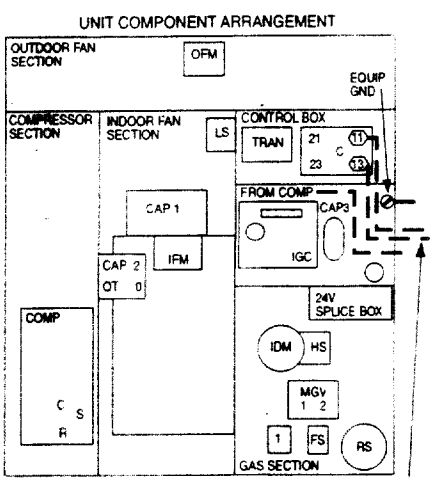 UNIT COMPONENT ARRANGEMENT
OUTDOOR FAN
SECTION
OFM
EQUIP
GND
COMPRESSOR
SECTION
INDOOR FAN
SECTION
LS
CONTROL BOX
TRAN
21
11
C
23
13
FROM COMP
CAP 1
CAP3
IGC
IFM
CAP 2
OT 0
24V
SPLICE BOX
COMP
IDM
HS
C
S
R
MGV
1 2
1
FS
RS
GAS SECTION